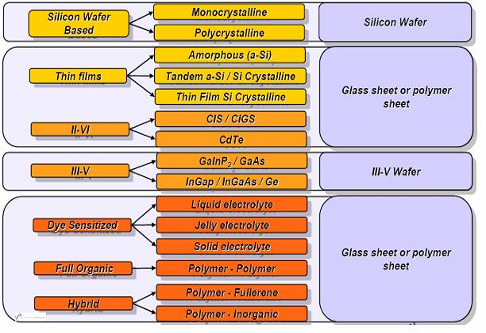 Silicon Wafer
Based
Monocrystalline
Polycrystalline
Silicon Wafer
Thin films
Amorphous (a-Si)
Tandem a-Si / Si Crystalline
Thin Film Si Crystalline
II-VI
CIS / CIGS
CdTe
Glass sheet or polymer
sheet
III-V
GaInP₂ / GaAs
InGap / InGaAs / Ge
III-V Wafer
Dye Sensitized
Liquid electrolyte
Jelly electrolyte
Solid electrolyte
Full Organic
Polymer - Polymer
Hybrid
Polymer - Fullerene
Polymer - Inorganic
Glass sheet or polymer
sheet